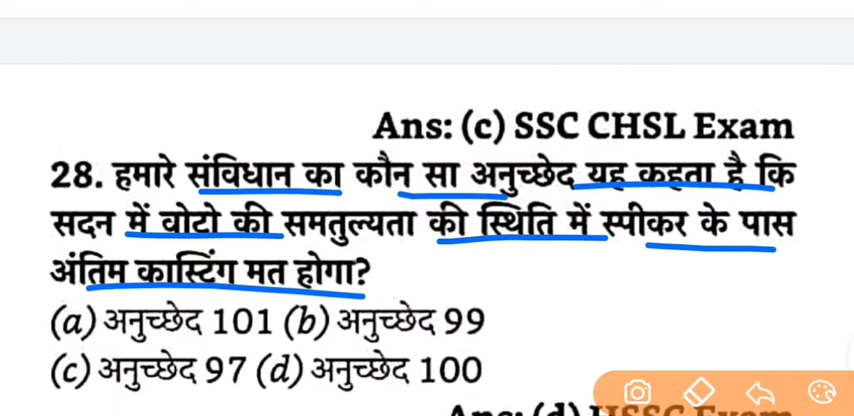 Ans: (c) SSC CHSL Exam
28. हमारे संविधान का कौन सा अनुच्छेद यह कहता है कि
सदन में वोटो की समतुल्यता की स्थिति में स्पीकर के पास
अंतिम कास्टिंग मत होगा?
(a) अनुच्छेद 101 (b) अनुच्छेद 99
(c) अनुच्छेद 97 (d) अनुच्छेद 100